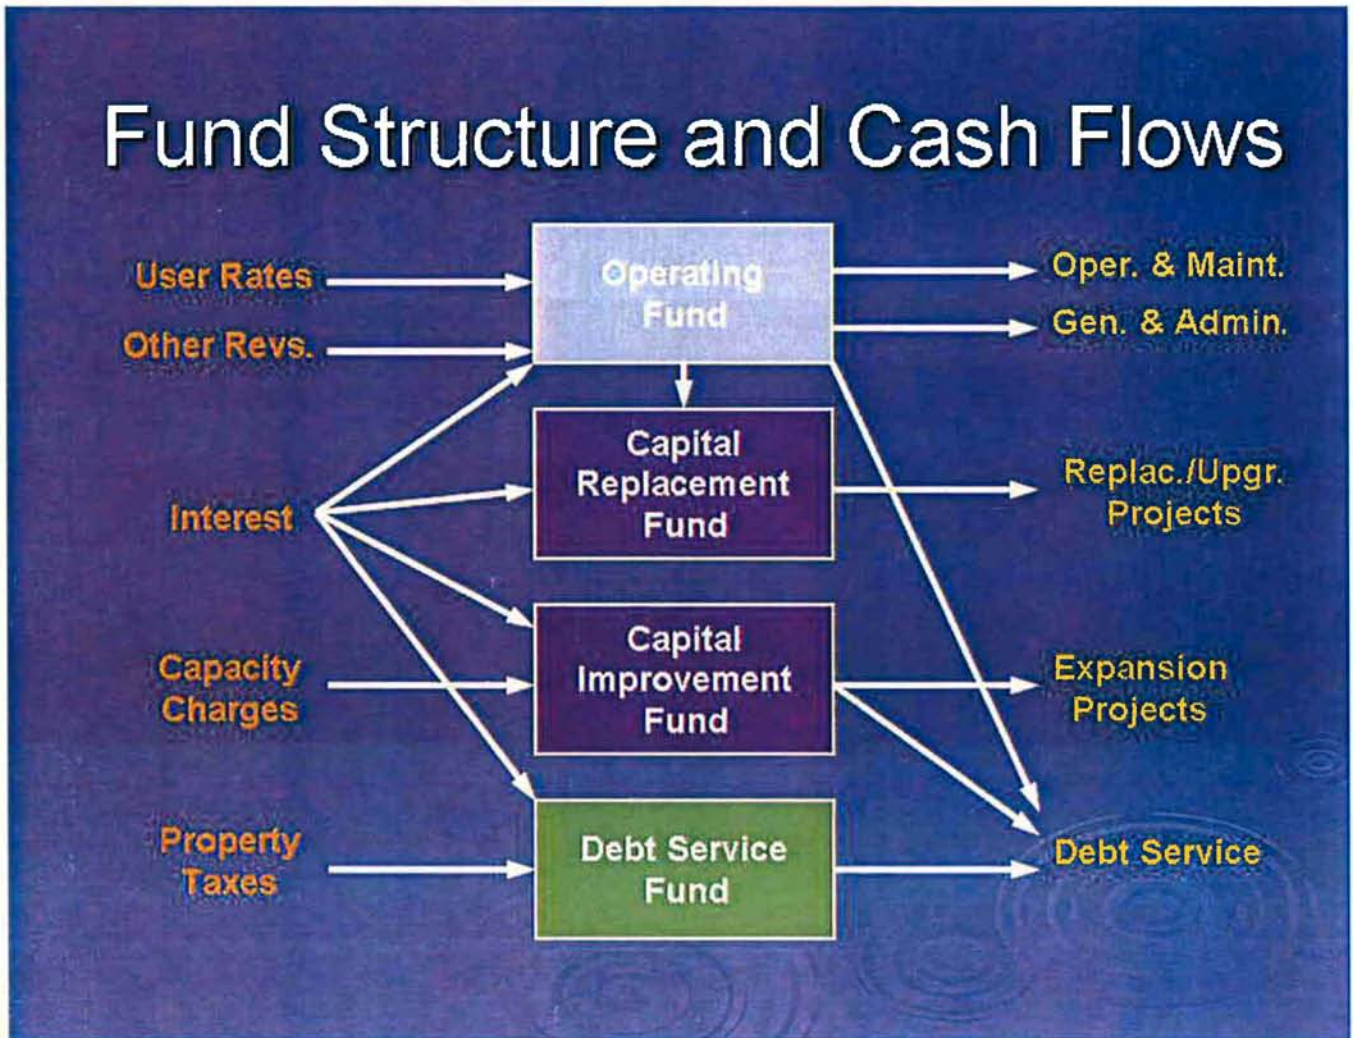 Fund Structure and Cash Flows
User Rates
Other Revs.
Interest
Capacity
Charges
Property
Taxes
Operating
Fund
Capital
Replacement
Fund
Capital
Improvement
Fund
Debt Service
Fund
Oper. & Maint.
Gen. & Admin.
Replac./Upgr.
Projects
Expansion
Projects
Debt Service